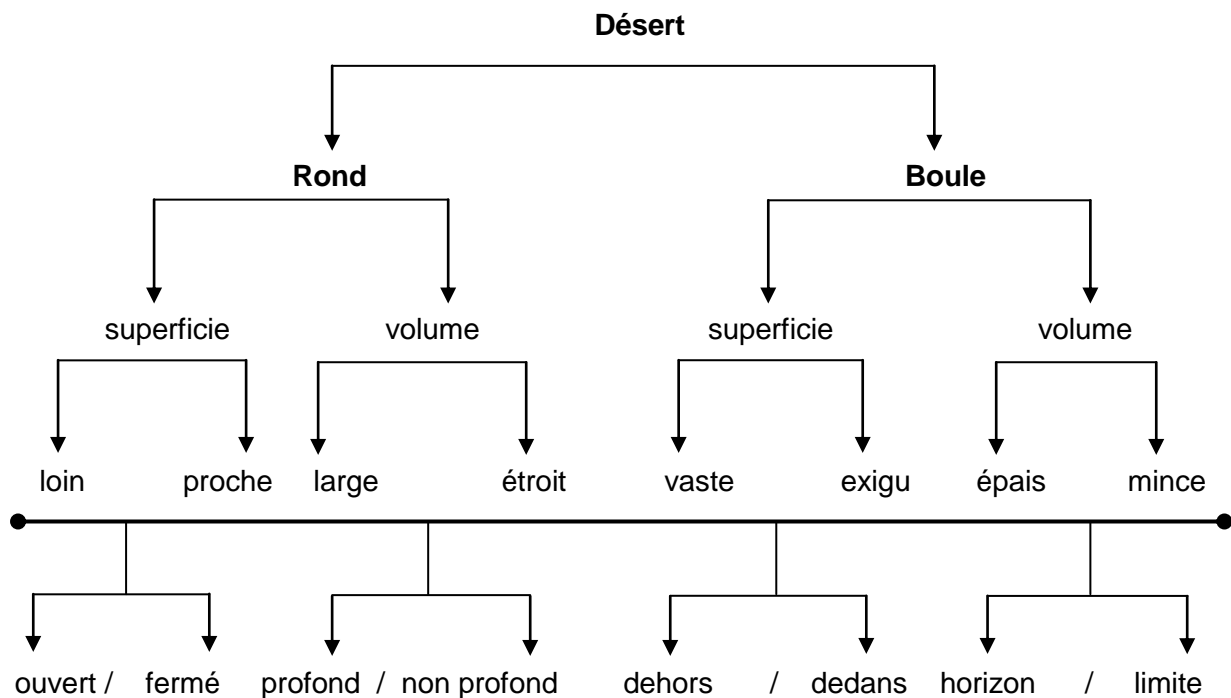 Désert
Rond Boule
superficie volume superficie volume
loin proche large étroit vaste exigu épais mince
ouvert / fermé profond / non profond dehors / dedans horizon / limite